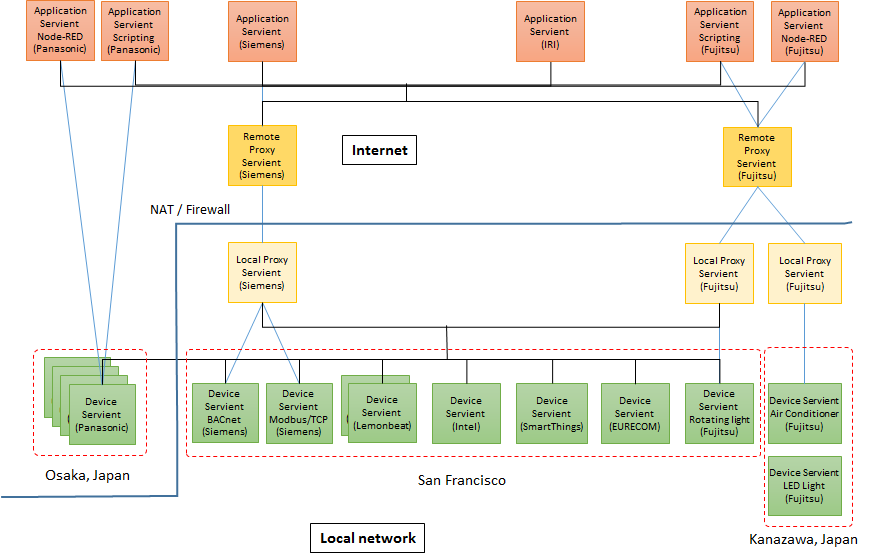 Application
Servient
Node-RED
(Panasonic)
Application
Servient
Scripting
(Panasonic)
Application
Servient
(Siemens)
Application
Servient
(IRI)
Application
Servient
Scripting
(Fujitsu)
Application
Servient
Node-RED
(Fujitsu)
Remote
Proxy
Servient
(Siemens)
Internet
Remote
Proxy
Servient
(Fujitsu)
NAT / Firewall
Local Proxy
Servient
(Siemens)
Local Proxy
Servient
(Fujitsu)
Local Proxy
Servient
(Fujitsu)
Device
Servient
(Panasonic)
Device
Servient
BACnet
(Siemens)
Device
Servient
Modbus/TCP
(Siemens)
Device
Servient
(Lemonbeat)
Device
Servient
(Intel)
Device
Servient
(SmartThings)
Device
Servient
(EURECOM)
Device
Servient
Rotating light
(Fujitsu)
Device Servient
Air Conditioner
(Fujitsu)
Device Servient
LED Light
(Fujitsu)
Osaka, Japan
San Francisco
Kanazawa, Japan
Local network